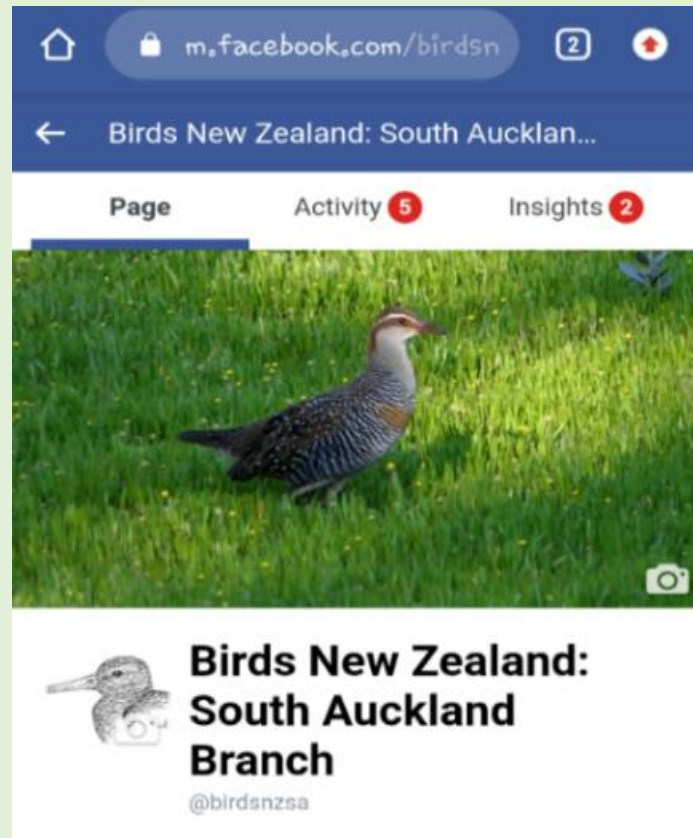 m.facebook.com/birdsn
2
Birds New Zealand: South Aucklan...
Page Activity 5 Insights 2
Birds New Zealand:
South Auckland
Branch
@birdsnzsa